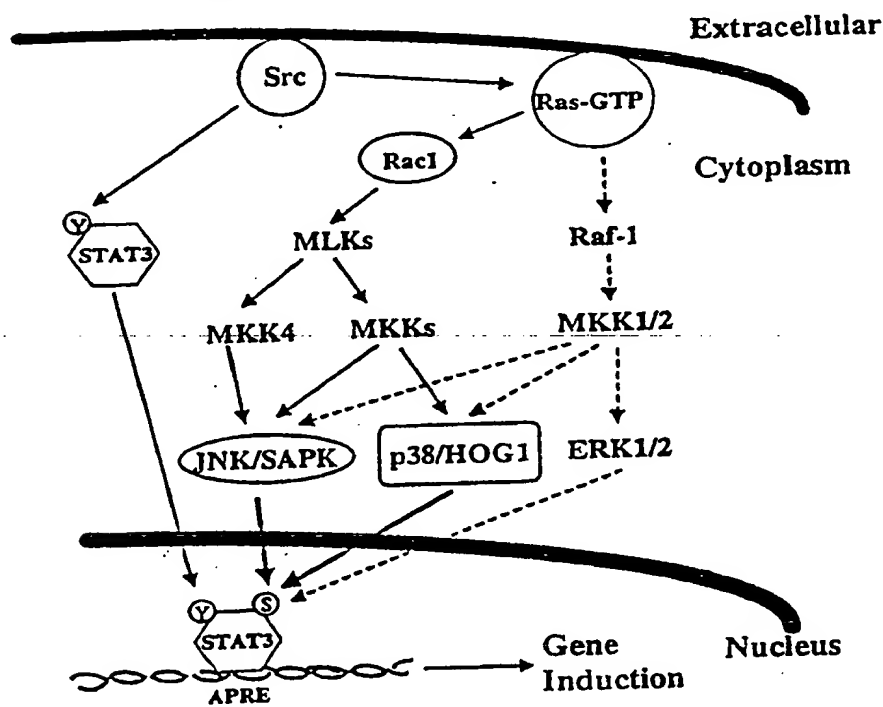 Extracellular
Src
Ras-GTP
Rac1
Cytoplasm
Y
STAT3
MLKs
Raf-1
MKK4
MKKs
MKK1/2
JNK/SAPK
p38/HOG1
ERK1/2
Y
S
STAT3
APRE
Gene
Induction
Nucleus